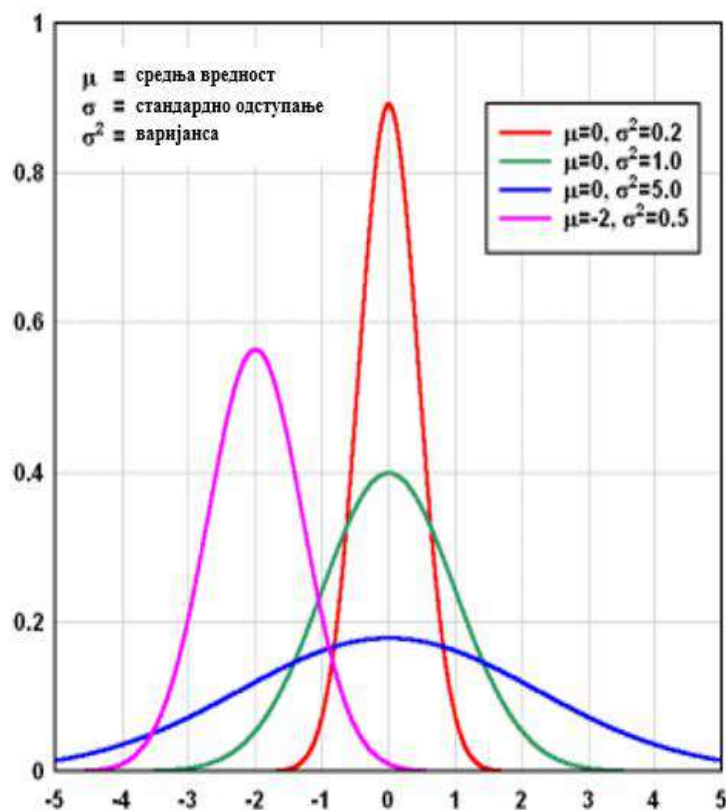 1
μ = средња вредност
σ = стандардно одступање
σ² = варијанса
μ=0, σ²=0.2
μ=0, σ²=1.0
μ=0, σ²=5.0
μ=-2, σ²=0.5
0.8
0.6
0.4
0.2
0
-5 -4 -3 -2 -1 0 1 2 3 4 5